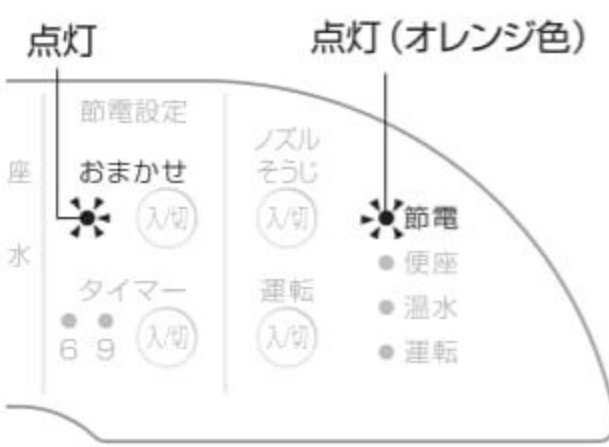 点灯
点灯(オレンジ色)
節電設定
座
おまかせ
入/切
水
タイマー
6 9
入/切
ノズル
そうじ
入/切
運転
入/切
節電
便座
温水
運転